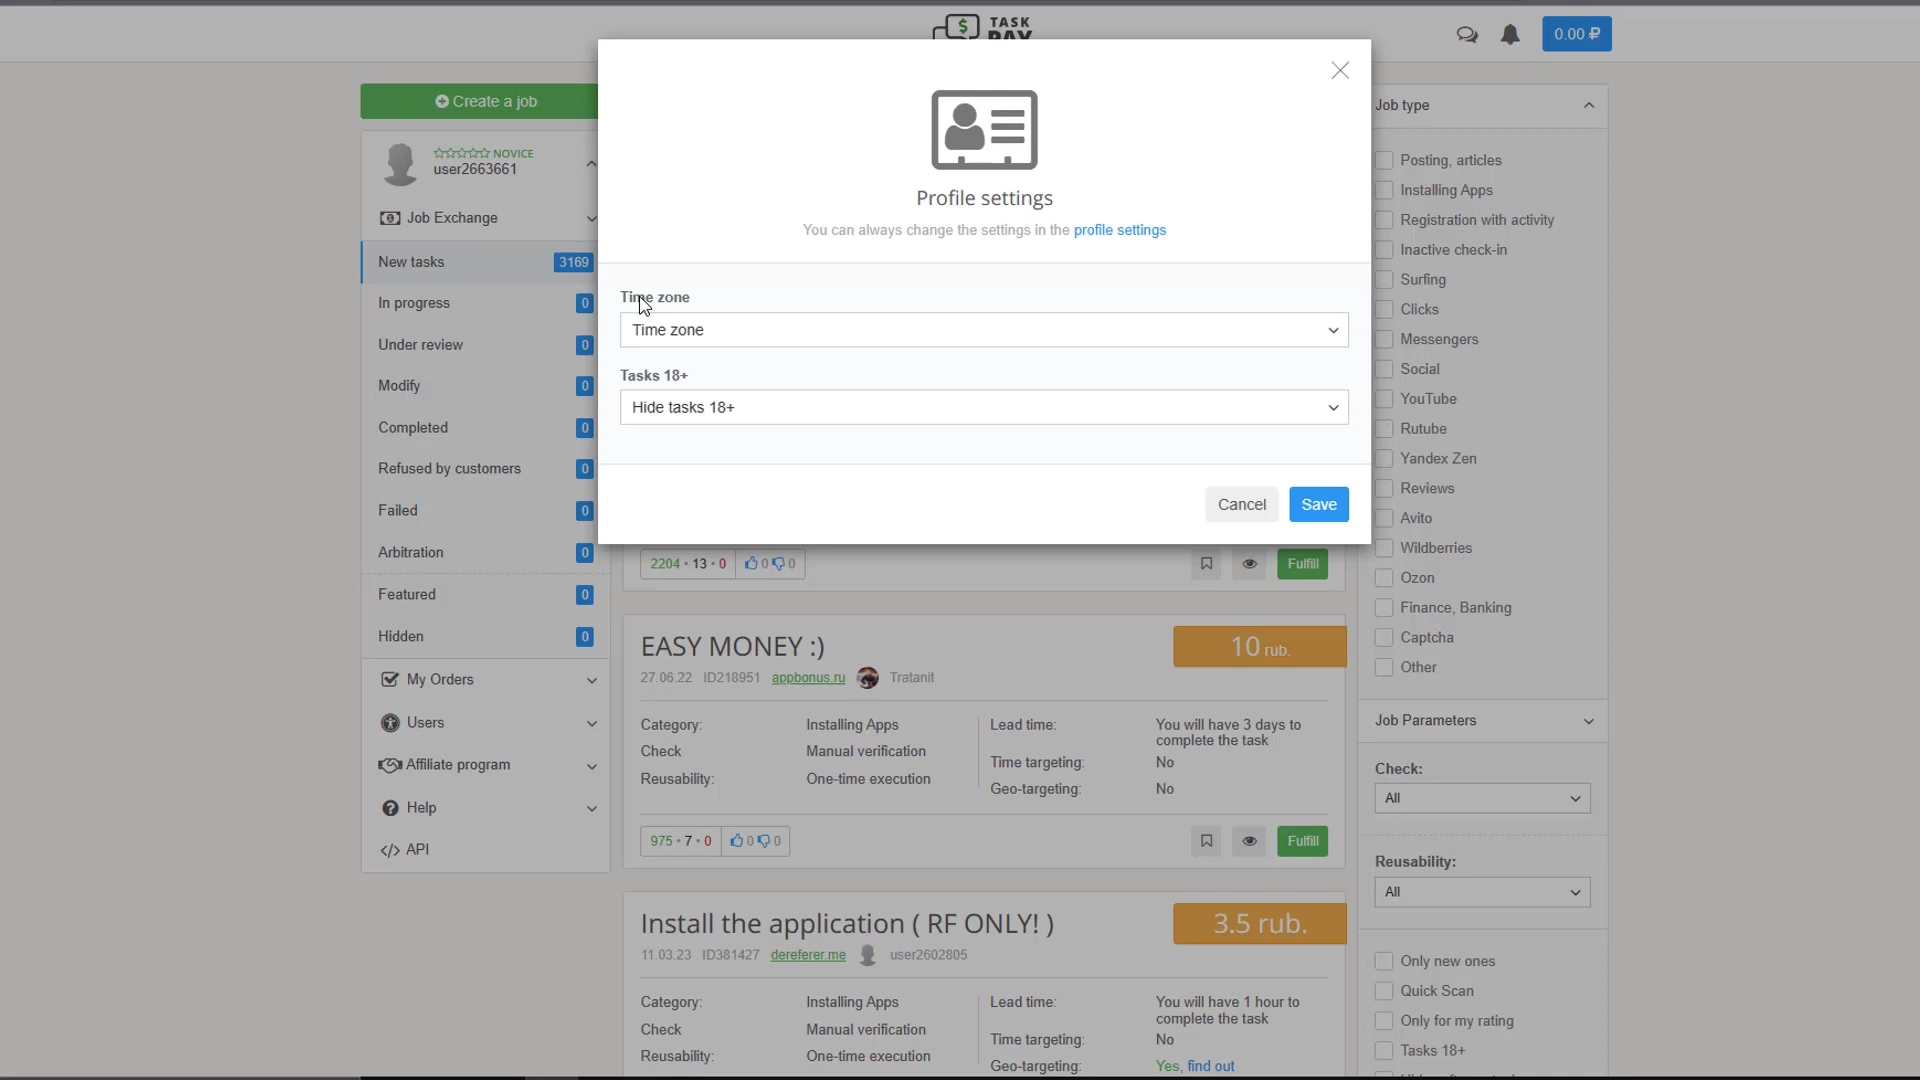 TASK
PAY
0.00 ₽
Create a job
NOVICE
user2663661
Job Exchange
New tasks 3169
In progress 0
Under review 0
Modify 0
Completed 0
Refused by customers 0
Failed 0
Arbitration 0
Featured 0
Hidden 0
My Orders
Users
Affiliate program
Help
API
Profile settings
You can always change the settings in the profile settings
Time zone
Time zone
Tasks 18+
Hide tasks 18+
Cancel Save
2204 • 13 • 0 0 0 Fulfill
EASY MONEY :) 10 rub.
27.06.22 ID218951 appbonus.ru Tratanit
Category: Installing Apps
Check Manual verification
Reusability: One-time execution
Lead time: You will have 3 days to
complete the task
Time targeting: No
Geo-targeting: No
975 • 7 • 0 0 0 Fulfill
Install the application ( RF ONLY! ) 3.5 rub.
11.03.23 ID381427 dereferer.me user2602805
Category: Installing Apps
Check Manual verification
Reusability: One-time execution
Lead time: You will have 1 hour to
complete the task
Time targeting: No
Geo-targeting: Yes, find out
Job type
Posting, articles
Installing Apps
Registration with activity
Inactive check-in
Surfing
Clicks
Messengers
Social
YouTube
Rutube
Yandex Zen
Reviews
Avito
Wildberries
Ozon
Finance, Banking
Captcha
Other
Job Parameters
Check:
All
Reusability:
All
Only new ones
Quick Scan
Only for my rating
Tasks 18+